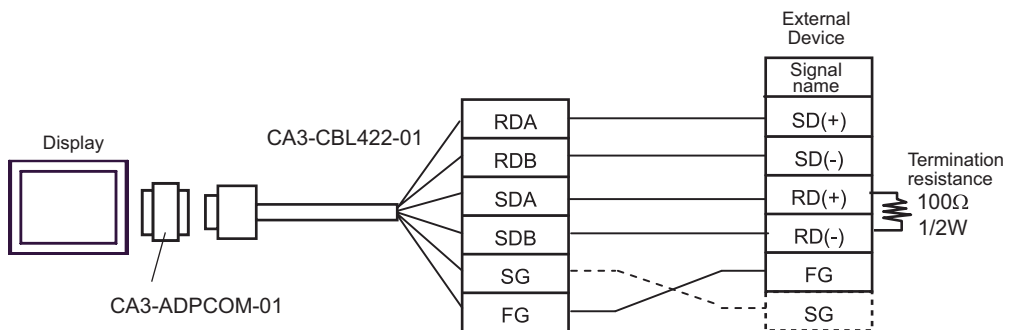 External
Device
Signal
name
RDA
SD(+)
CA3-CBL422-01
Display
RDB
SD(-)
Termination
resistance
100Ω
1/2W
SDA
RD(+)
SDB
RD(-)
SG
FG
CA3-ADPCOM-01
FG
SG